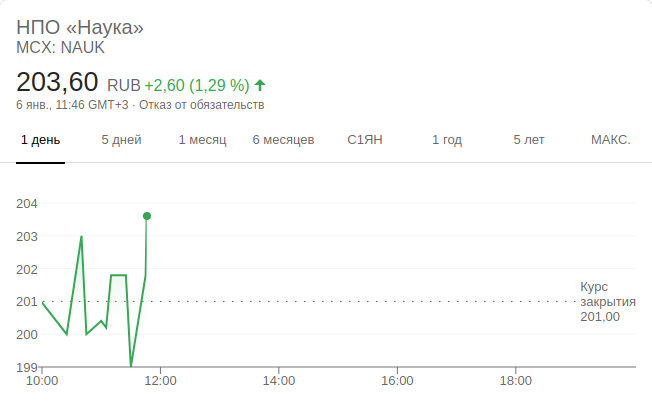 НПО «Наука»
MCX: NAUK
203,60 RUB +2,60 (1,29 %)
6 янв., 11:46 GMT+3 · Отказ от обязательств
1 день 5 дней 1 месяц 6 месяцев С1ЯН 1 год 5 лет МАКС.
204
203
202
201
200
199
Курс
закрытия
201,00
10:00 12:00 14:00 16:00 18:00